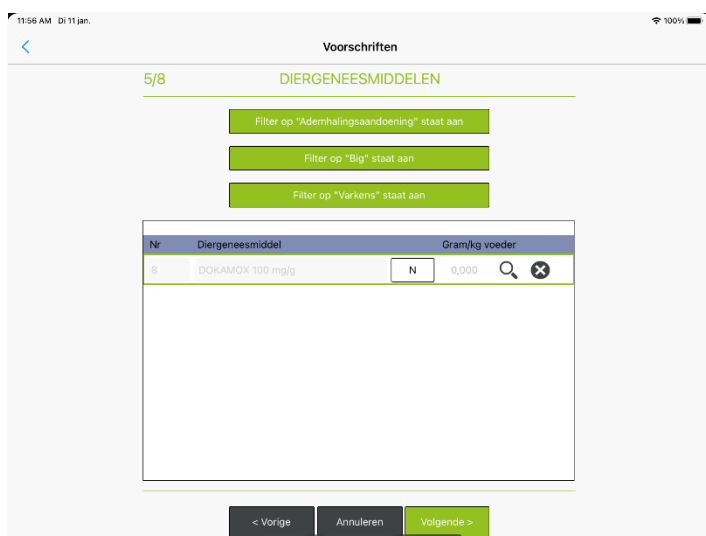 11:56 AM Di 11 jan.
100%
Voorschriften
5/8 DIERGENEESMIDDELEN
Filter op "Ademhalingsaandoening" staat aan
Filter op "Big" staat aan
Filter op "Varkens" staat aan
Nr Diergeneesmiddel Gram/kg voeder
8 DOKAMOX 100 mg/g N 0,000
< Vorige Annuleren Volgende >